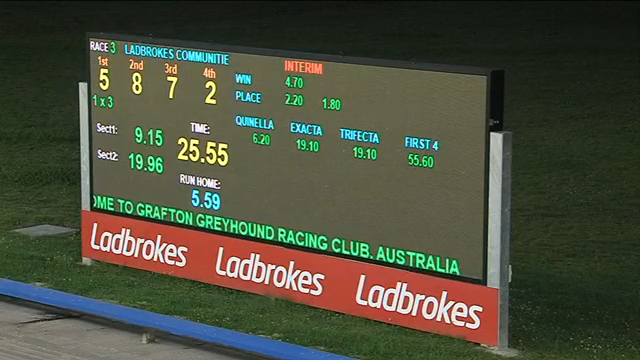 RACE 3 LADBROKES COMMUNITIE
1st 2nd 3rd 4th INTERIM
5 8 7 2 WIN 4.70
1 x 3 PLACE 2.20 1.80
QUINELLA EXACTA TRIFECTA FIRST 4
6.20 19.10 19.10 55.60
Sect1: 9.15 TIME:
Sect2: 19.96 25.55
RUN HOME:
5.59
OME TO GRAFTON GREYHOUND RACING CLUB. AUSTRALIA
Ladbrokes Ladbrokes Ladbrokes